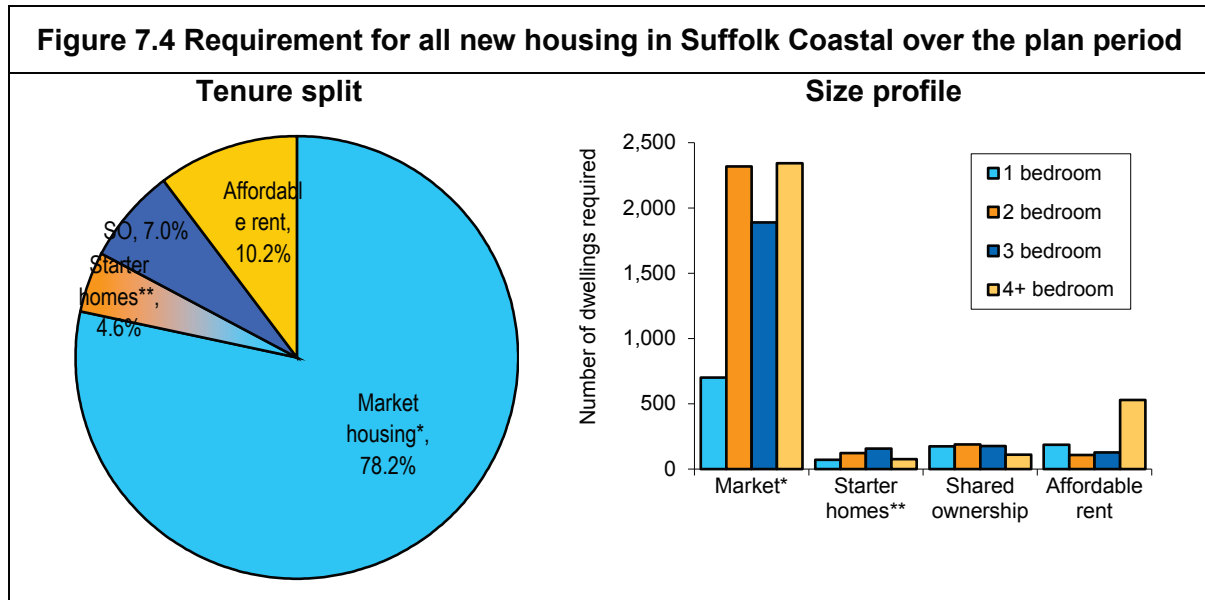 Figure 7.4 Requirement for all new housing in Suffolk Coastal over the plan period
Tenure split
Affordabl
e rent,
10.2%
SO, 7.0%
Starter
homes**,
4.6%
Market
housing*,
78.2%
Size profile
Number of dwellings required
2,500
2,000
1,500
1,000
500
0
1 bedroom
2 bedroom
3 bedroom
4+ bedroom
Market*
Starter
homes**
Shared
ownership
Affordable
rent